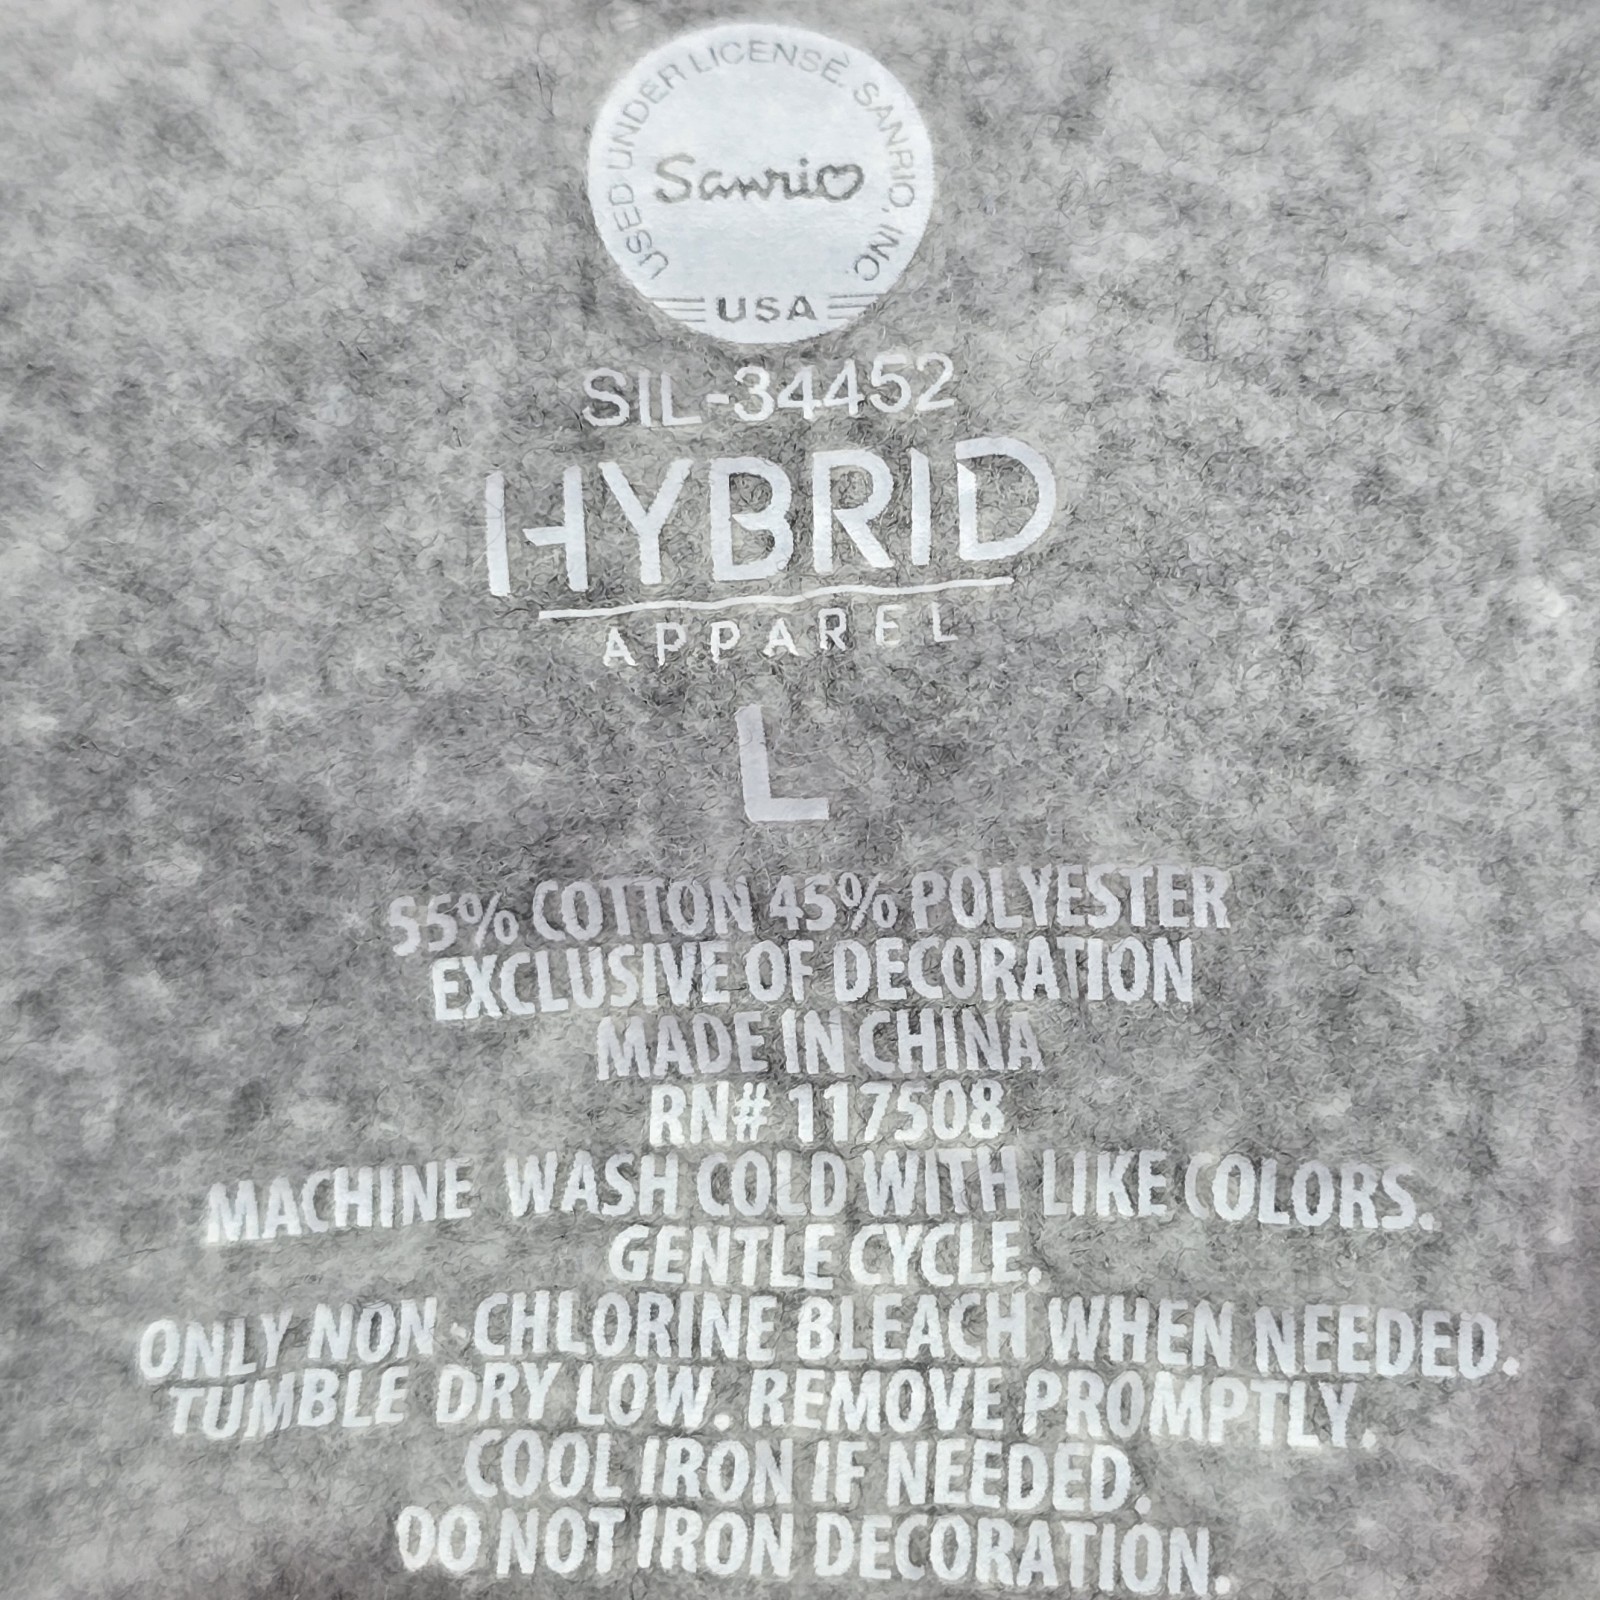 USED UNDER LICENSE. SANRIO, INC.
Sanrio
USA
SIL-34452
HYBRID
APPAREL
L
55% COTTON 45% POLYESTER
EXCLUSIVE OF DECORATION
MADE IN CHINA
RN# 117508
MACHINE WASH COLD WITH LIKE COLORS.
GENTLE CYCLE.
ONLY NON-CHLORINE BLEACH WHEN NEEDED.
TUMBLE DRY LOW. REMOVE PROMPTLY.
COOL IRON IF NEEDED.
DO NOT IRON DECORATION.